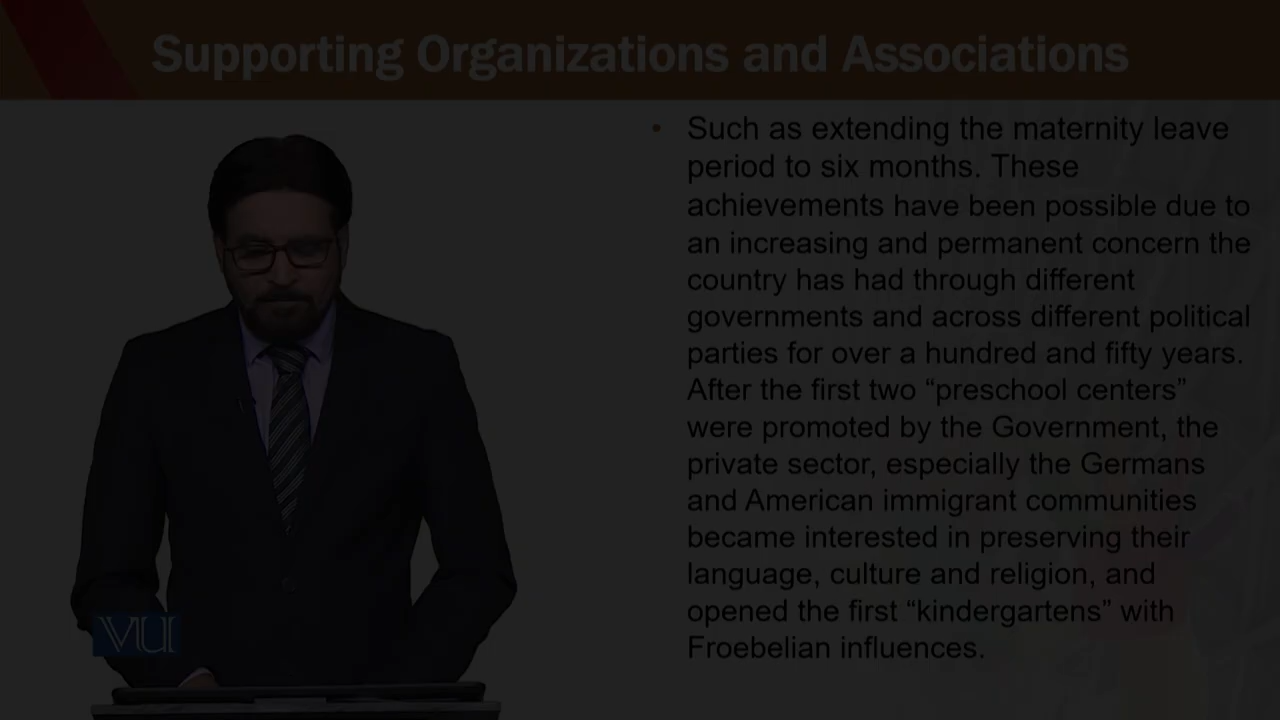 Supporting Organizations and Associations
• Such as extending the maternity leave
period to six months. These
achievements have been possible due to
an increasing and permanent concern the
country has had through different
governments and across different political
parties for over a hundred and fifty years.
After the first two “preschool centers”
were promoted by the Government, the
private sector, especially the Germans
and American immigrant communities
became interested in preserving their
language, culture and religion, and
opened the first “kindergartens” with
Froebelian influences.
VU